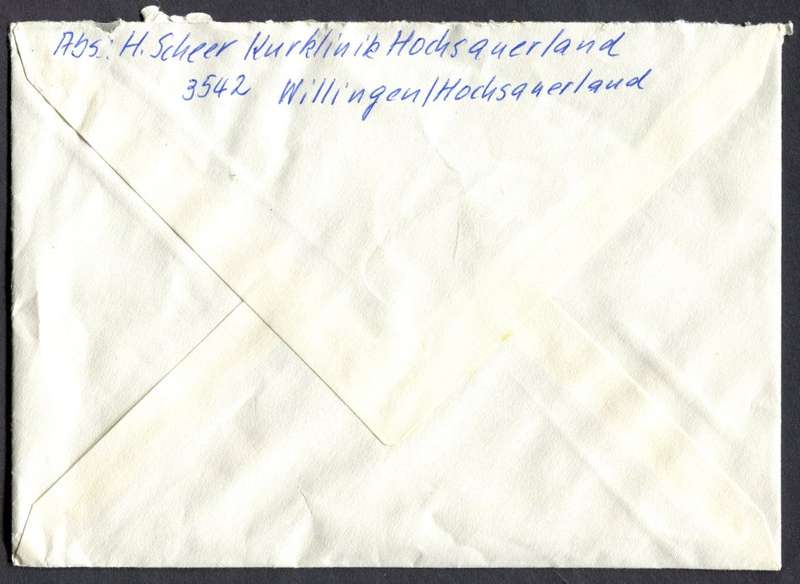 Abs: H. Scheer Kurklinik Hochsauerland
3542 Willingen/Hochsauerland